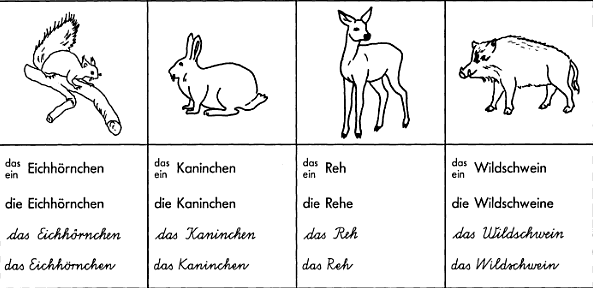 das
ein Eichhörnchen
die Eichhörnchen
das Eichhörnchen
das Eichhörnchen
das
ein Kaninchen
die Kaninchen
das Kaninchen
das Kaninchen
das
ein Reh
die Rehe
das Reh
das Reh
das
ein Wildschwein
die Wildschweine
das Wildschwein
das Wildschwein